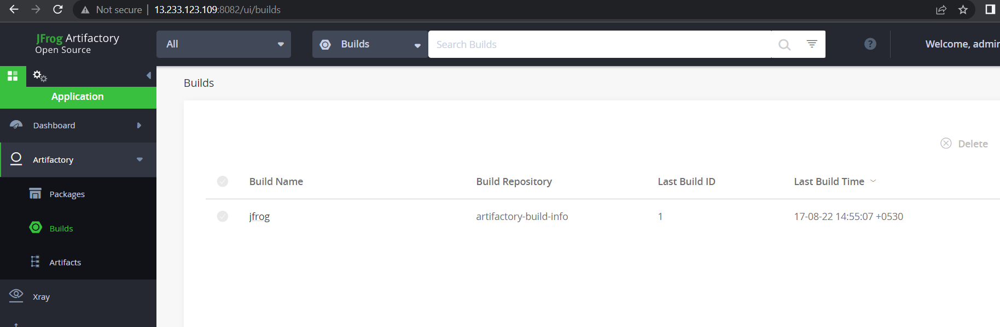 Not secure | 13.233.123.109:8082/ui/builds
JFrog Artifactory
Open Source
All
Builds
Search Builds
?
Welcome, admin
Application
Dashboard
Artifactory
Packages
Builds
Artifacts
Xray
Builds
Delete
Build Name Build Repository Last Build ID Last Build Time
jfrog artifactory-build-info 1 17-08-22 14:55:07 +0530